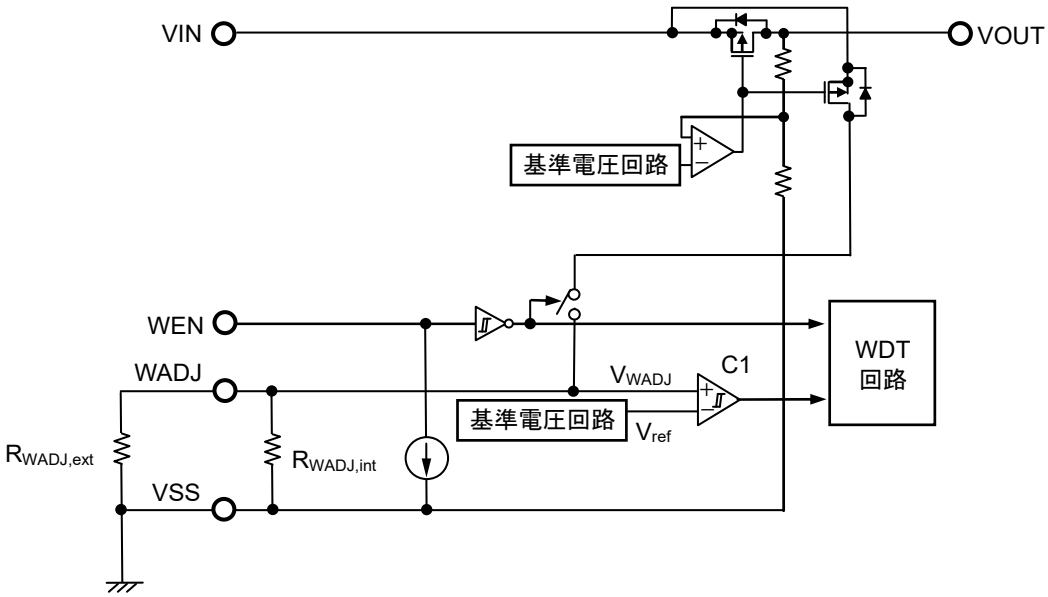 VIN
VOUT
+
−
基準電圧回路
WEN
WADJ
VWADJ
C1
WDT
回路
基準電圧回路
+
−
Vref
RWADJ,ext
RWADJ,int
VSS